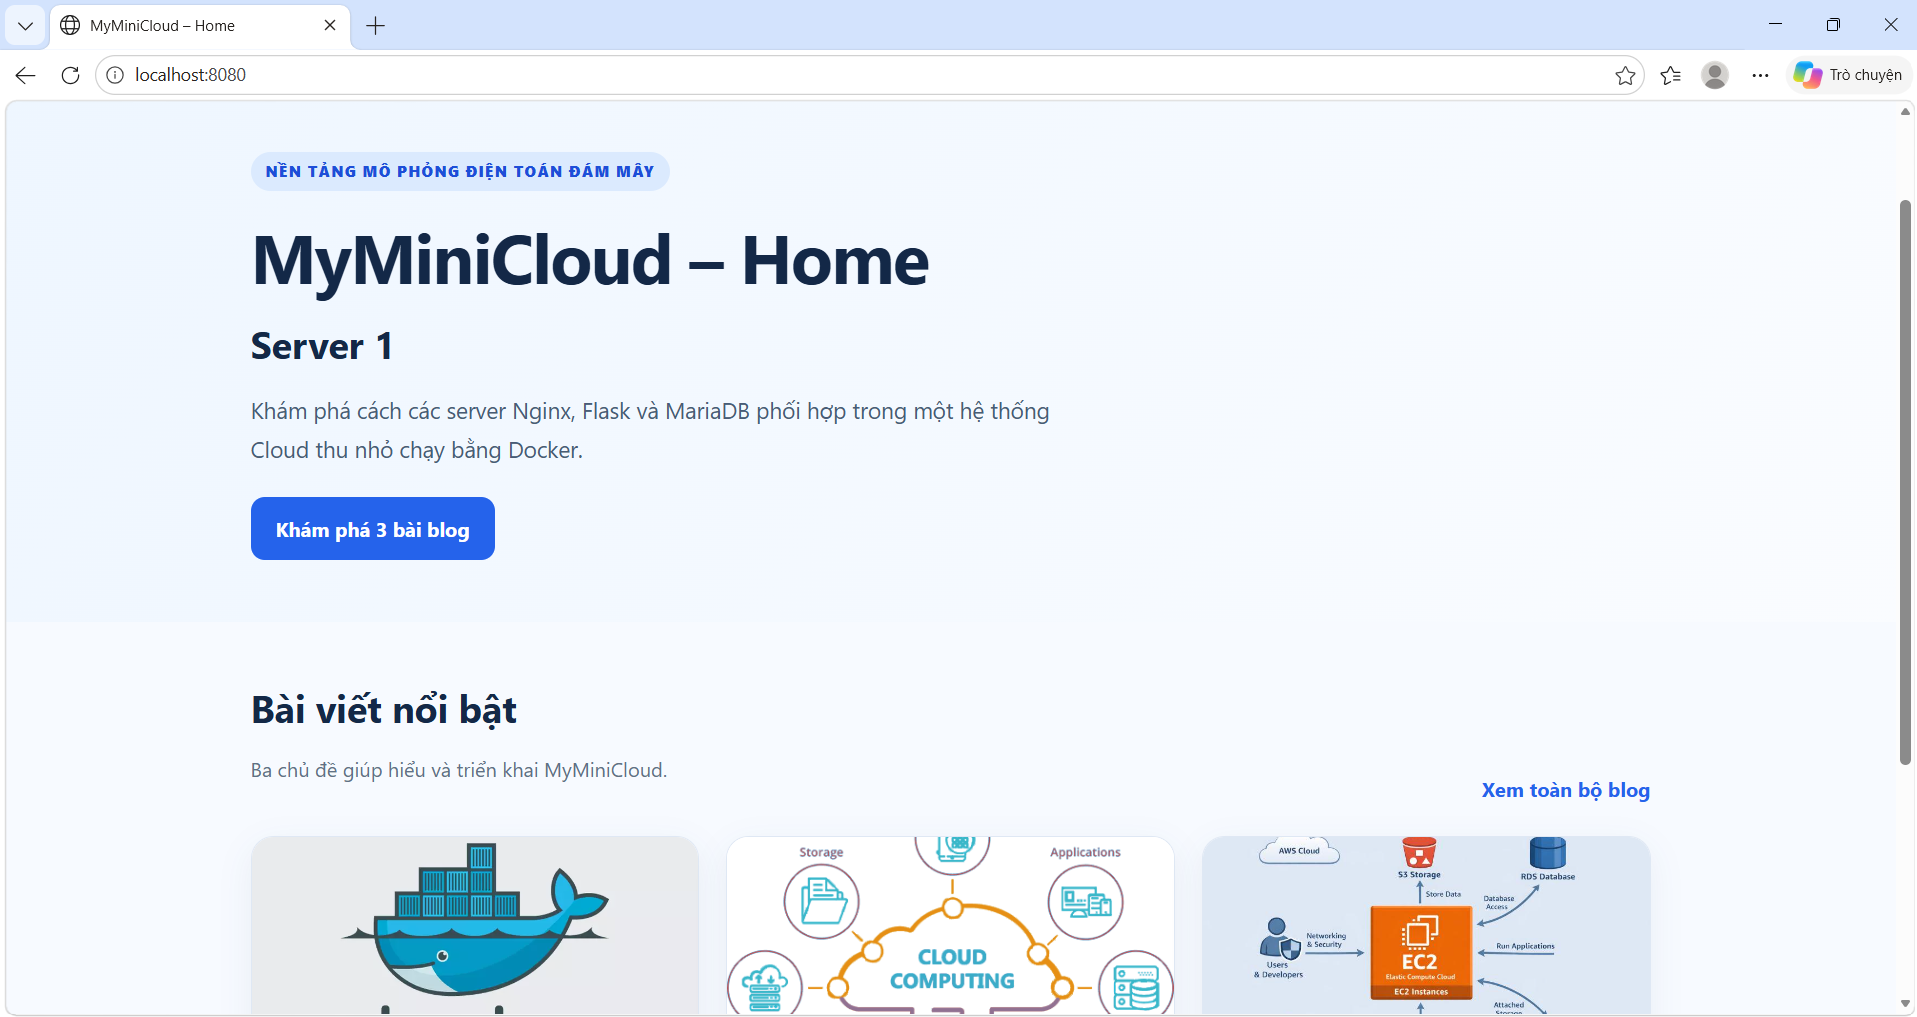 MyMiniCloud – Home
localhost:8080
Trò chuyện
NỀN TẢNG MÔ PHỎNG ĐIỆN TOÁN ĐÁM MÂY
MyMiniCloud – Home
Server 1
Khám phá cách các server Nginx, Flask và MariaDB phối hợp trong một hệ thống
Cloud thu nhỏ chạy bằng Docker.
Khám phá 3 bài blog
Bài viết nổi bật
Ba chủ đề giúp hiểu và triển khai MyMiniCloud.
Xem toàn bộ blog
Storage
Applications
CLOUD
COMPUTING
AWS Cloud
S3 Storage
RDS Database
Store Data
Database
Access
Networking
& Security
Users
& Developers
EC2
Elastic Compute Cloud
EC2 Instances
Run Applications
Attached